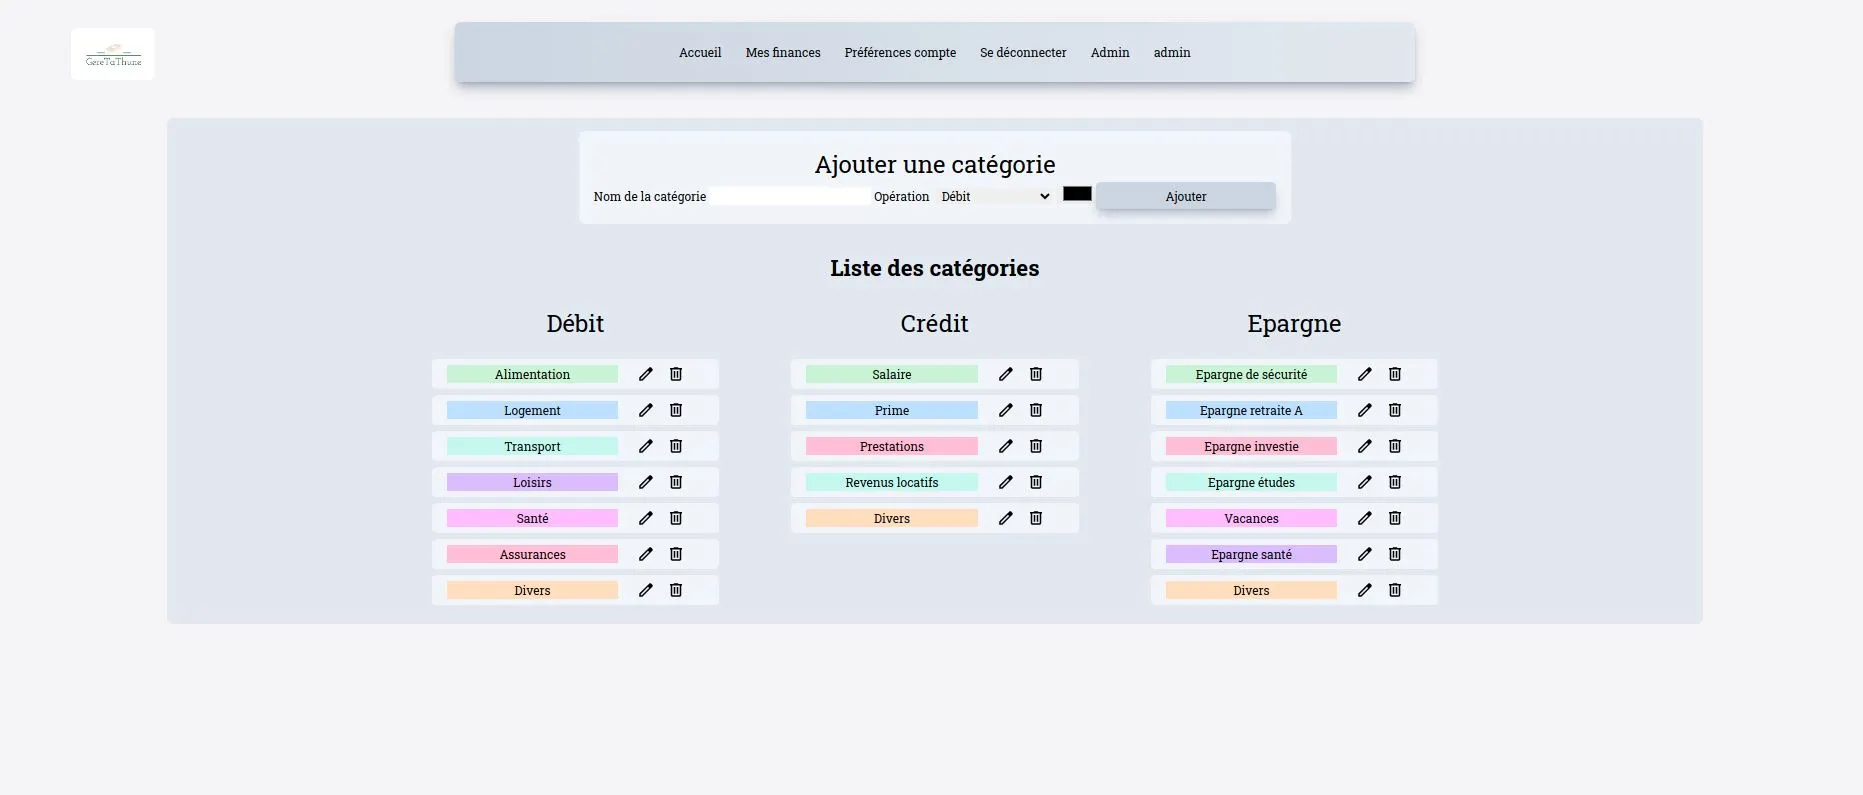 GereTaThune
Accueil Mes finances Préférences compte Se déconnecter Admin admin
Ajouter une catégorie
Nom de la catégorie Opération Débit Ajouter
Liste des catégories
Débit
Alimentation
Logement
Transport
Loisirs
Santé
Assurances
Divers
Crédit
Salaire
Prime
Prestations
Revenus locatifs
Divers
Epargne
Epargne de sécurité
Epargne retraite A
Epargne investie
Epargne études
Vacances
Epargne santé
Divers